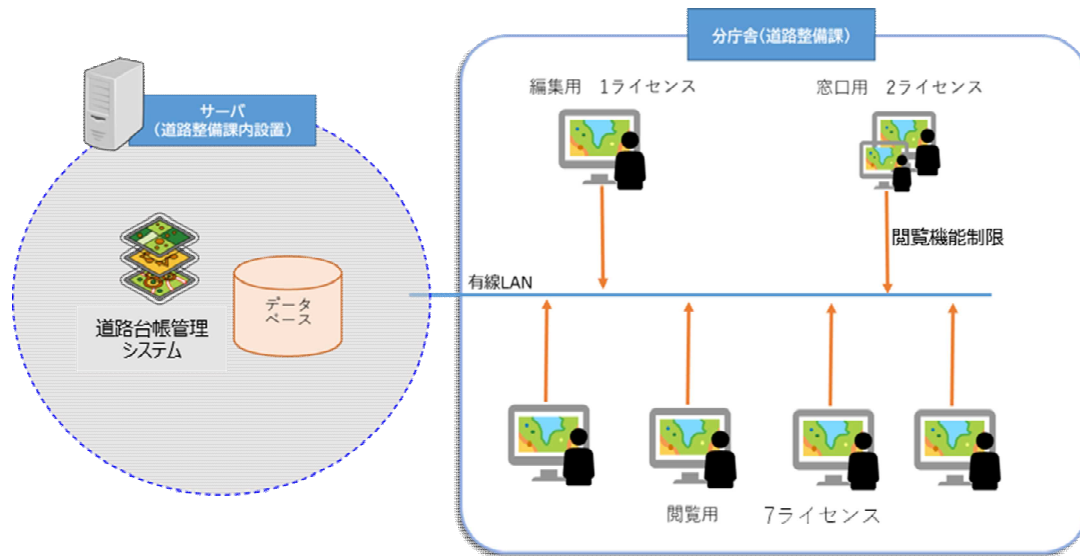 分庁舎（道路整備課）
サーバ
（道路整備課内設置）
編集用　1ライセンス
窓口用　2ライセンス
閲覧機能制限
有線LAN
データ
ベース
道路台帳管理
システム
閲覧用　7ライセンス